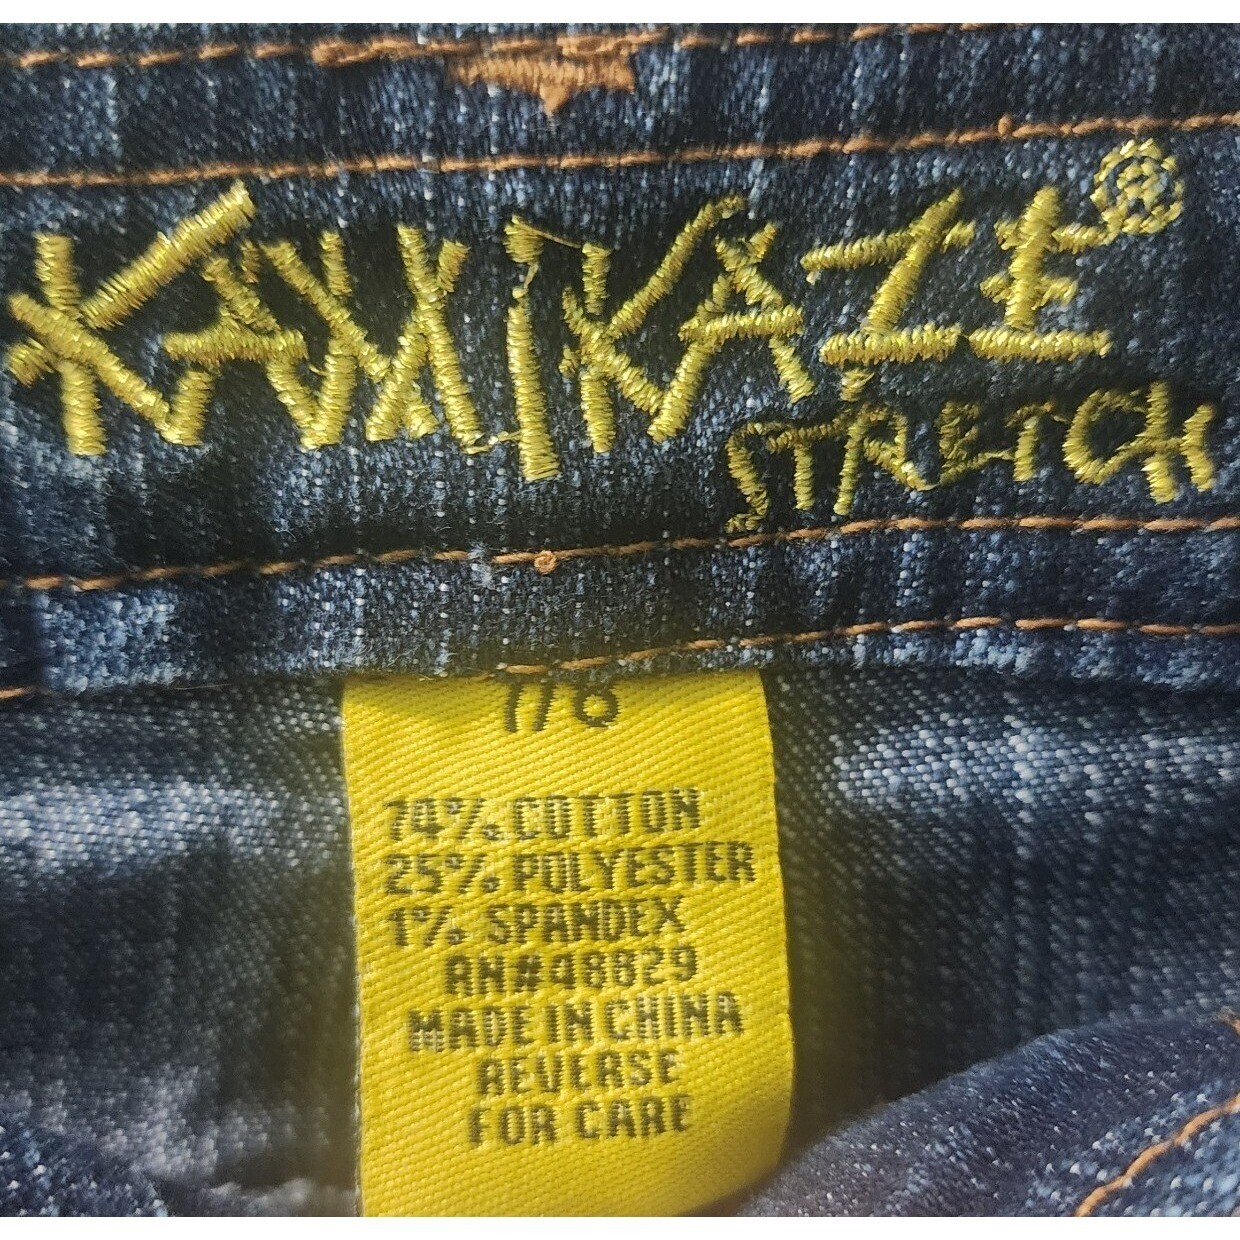 KAMIKAZE®
STRETCH
7/8
74% COTTON
25% POLYESTER
1% SPANDEX
RN#48829
MADE IN CHINA
REVERSE
FOR CARE